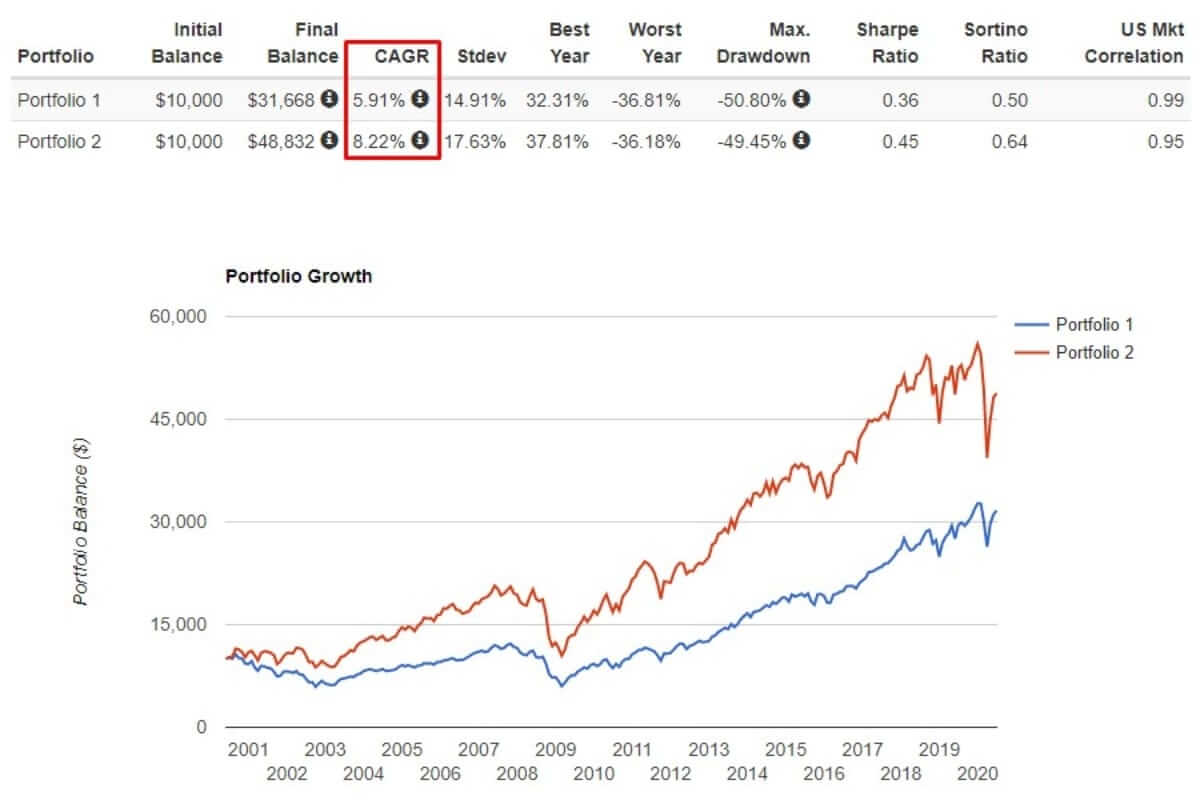 Portfolio Initial Balance Final Balance CAGR Stdev Best Year Worst Year Max. Drawdown Sharpe Ratio Sortino Ratio US Mkt Correlation
Portfolio 1 $10,000 $31,668 5.91% 14.91% 32.31% -36.81% -50.80% 0.36 0.50 0.99
Portfolio 2 $10,000 $48,832 8.22% 17.63% 37.81% -36.18% -49.45% 0.45 0.64 0.95
Portfolio Growth
60,000
45,000
30,000
15,000
0
Portfolio Balance ($)
Portfolio 1
Portfolio 2
2001 2003 2005 2007 2009 2011 2013 2015 2017 2019
2002 2004 2006 2008 2010 2012 2014 2016 2018 2020